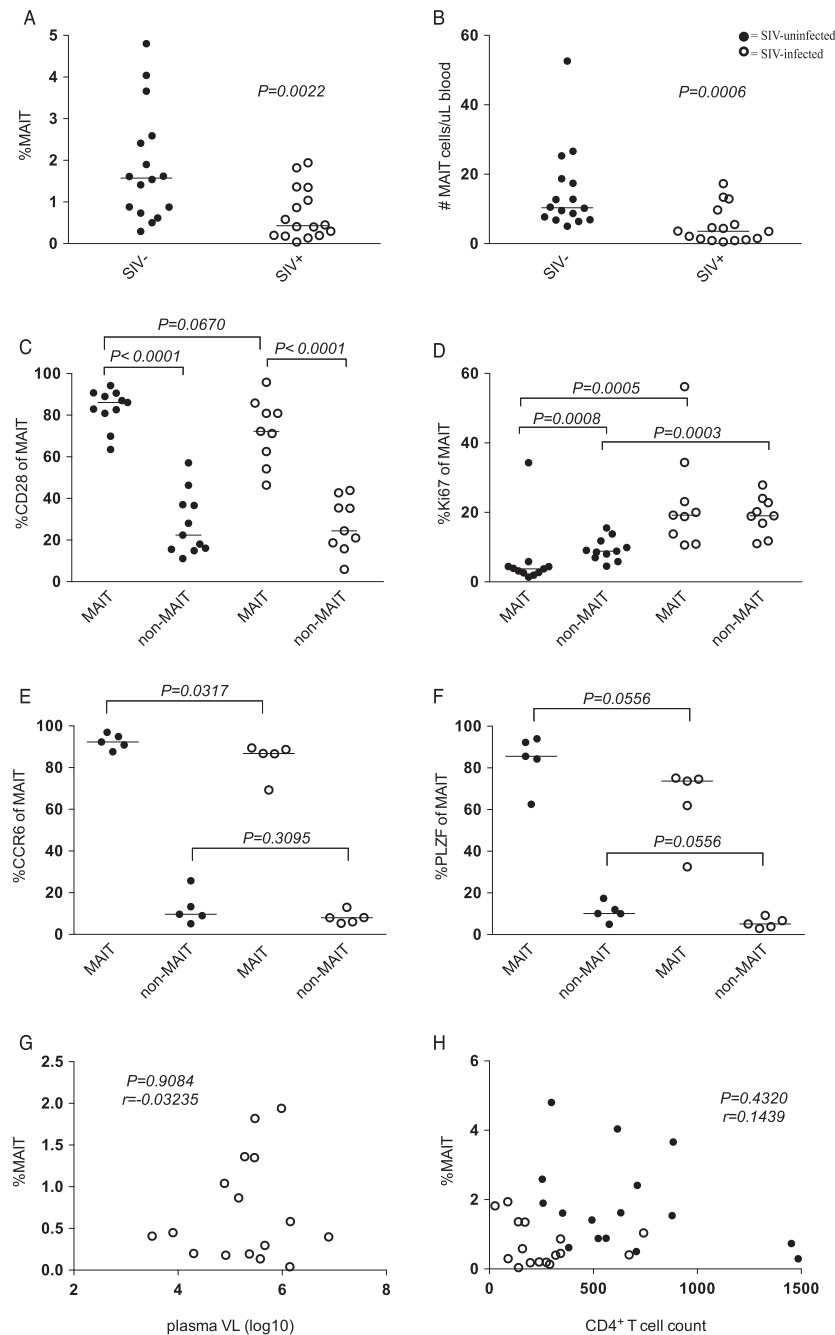 A
5
4
3
2
1
0
%MAIT
P=0.0022
SIV-
SIV+
B
60
40
20
0
# MAIT cells/uL blood
= SIV-uninfected
= SIV-infected
P=0.0006
SIV-
SIV+
C
P=0.0670
P< 0.0001
P< 0.0001
100
80
60
40
20
0
%CD28 of MAIT
MAIT
non-MAIT
MAIT
non-MAIT
D
60
40
20
0
%Ki67 of MAIT
P=0.0005
P=0.0008
P=0.0003
MAIT
non-MAIT
MAIT
non-MAIT
E
P=0.0317
100
80
60
40
20
0
%CCR6 of MAIT
P=0.3095
MAIT
non-MAIT
MAIT
non-MAIT
F
P=0.0556
100
80
60
40
20
0
%PLZF of MAIT
P=0.0556
MAIT
non-MAIT
MAIT
non-MAIT
G
2.5
2.0
1.5
1.0
0.5
0.0
%MAIT
P=0.9084
r=-0.03235
2 4 6 8
plasma VL (log10)
H
6
4
2
0
%MAIT
P=0.4320
r=0.1439
0 500 1000 1500
CD4+ T cell count